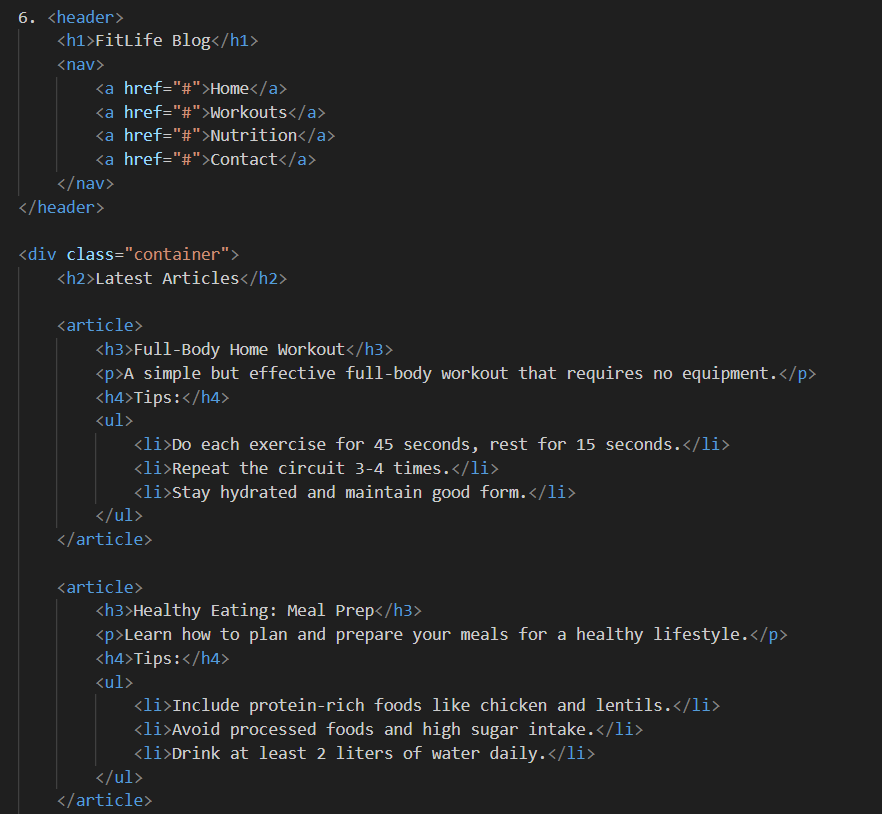 6. <header>
<h1>FitLife Blog</h1>
<nav>
<a href="#">Home</a>
<a href="#">Workouts</a>
<a href="#">Nutrition</a>
<a href="#">Contact</a>
</nav>
</header>
<div class="container">
<h2>Latest Articles</h2>
<article>
<h3>Full-Body Home Workout</h3>
<p>A simple but effective full-body workout that requires no equipment.</p>
<h4>Tips:</h4>
<ul>
<li>Do each exercise for 45 seconds, rest for 15 seconds.</li>
<li>Repeat the circuit 3-4 times.</li>
<li>Stay hydrated and maintain good form.</li>
</ul>
</article>
<article>
<h3>Healthy Eating: Meal Prep</h3>
<p>Learn how to plan and prepare your meals for a healthy lifestyle.</p>
<h4>Tips:</h4>
<ul>
<li>Include protein-rich foods like chicken and lentils.</li>
<li>Avoid processed foods and high sugar intake.</li>
<li>Drink at least 2 liters of water daily.</li>
</ul>
</article>